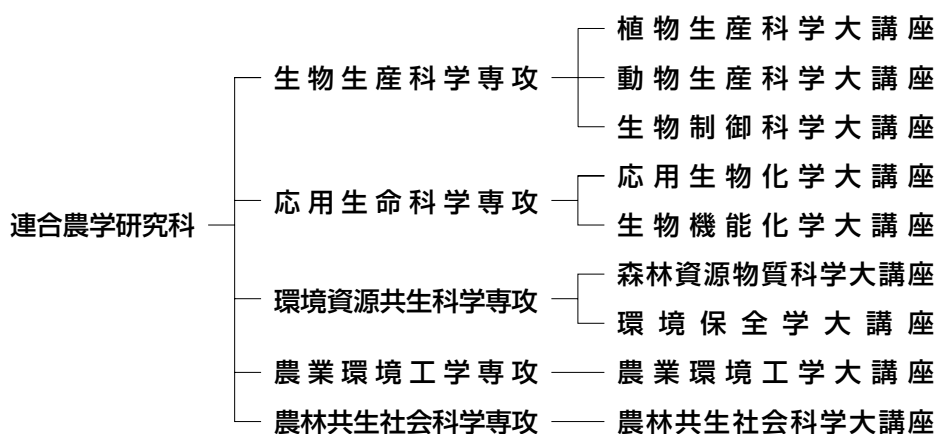 連合農学研究科
生物生産科学専攻
植物生産科学大講座
動物生産科学大講座
生物制御科学大講座
応用生命科学専攻
応用生物化学大講座
生物機能化学大講座
環境資源共生科学専攻
森林資源物質科学大講座
環境保全学大講座
農業環境工学専攻
農業環境工学大講座
農林共生社会科学専攻
農林共生社会科学大講座